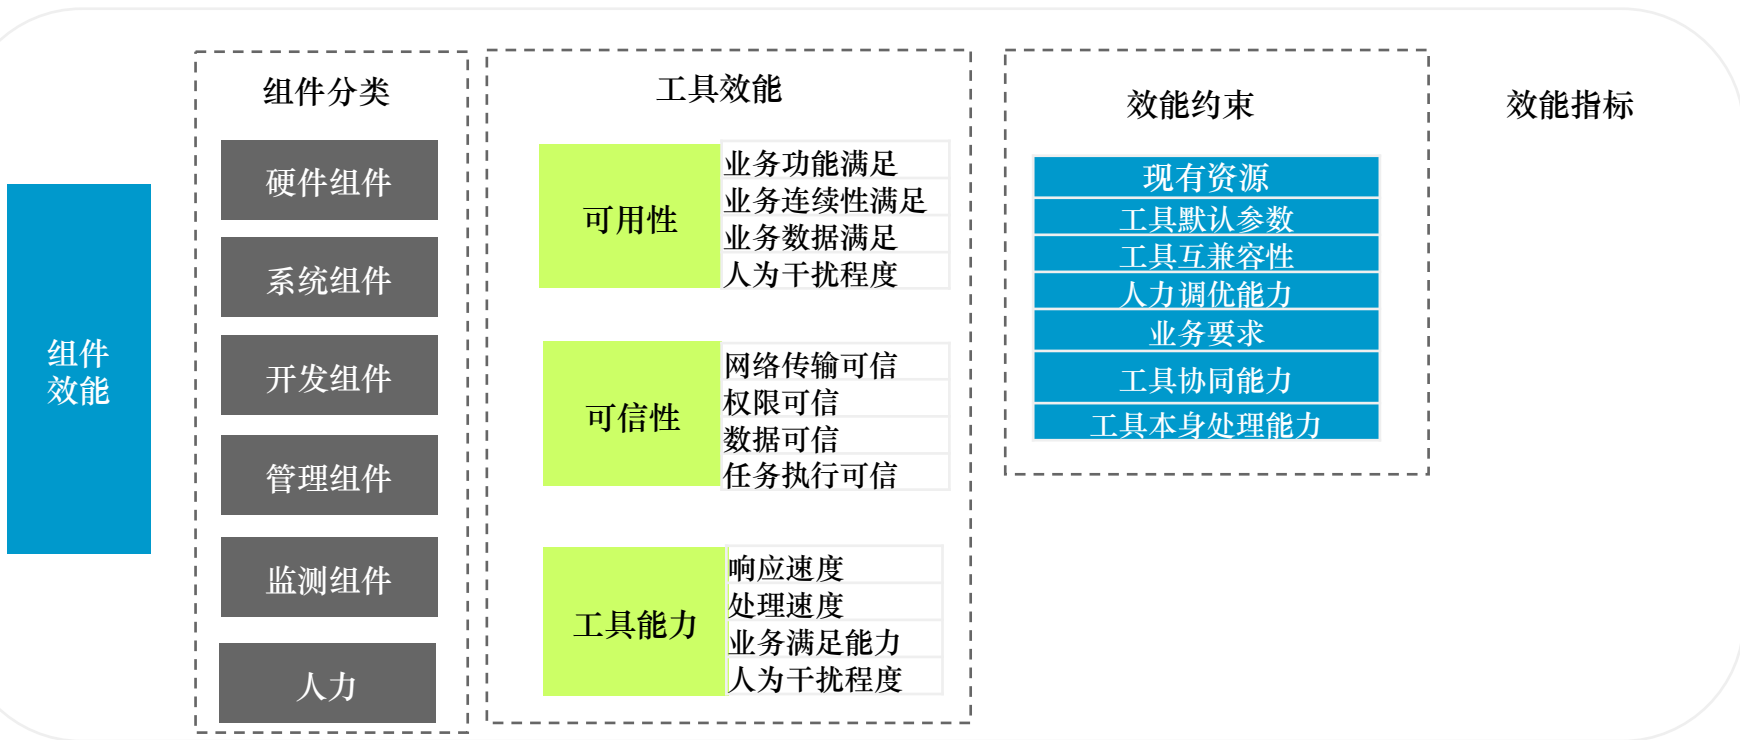 组件
效能
组件分类
硬件组件
系统组件
开发组件
管理组件
监测组件
人力
工具效能
可用性
业务功能满足
业务连续性满足
业务数据满足
人为干扰程度
可信性
网络传输可信
权限可信
数据可信
任务执行可信
工具能力
响应速度
处理速度
业务满足能力
人为干扰程度
效能约束
现有资源
工具默认参数
工具互兼容性
人力调优能力
业务要求
工具协同能力
工具本身处理能力
效能指标